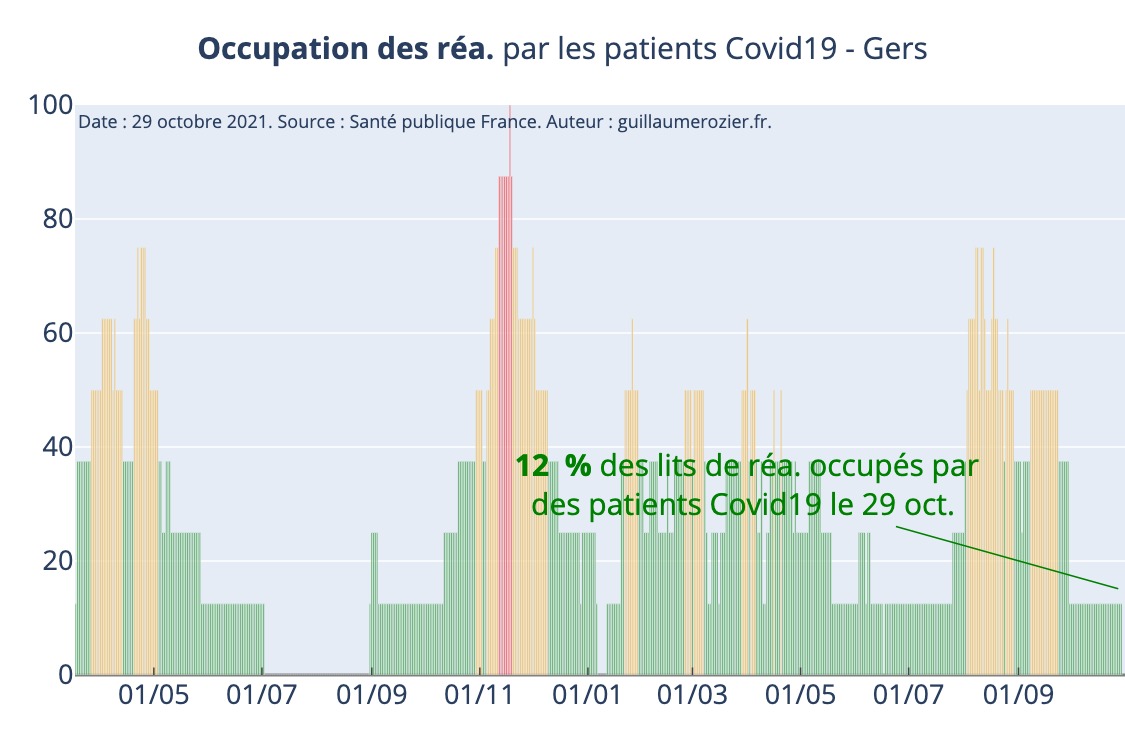 Occupation des réa. par les patients Covid19 - Gers
100
Date : 29 octobre 2021. Source : Santé publique France. Auteur : guillaumerozier.fr.
80
60
40
12 % des lits de réa. occupés par
des patients Covid19 le 29 oct.
20
0
01/05 01/07 01/09 01/11 01/01 01/03 01/05 01/07 01/09